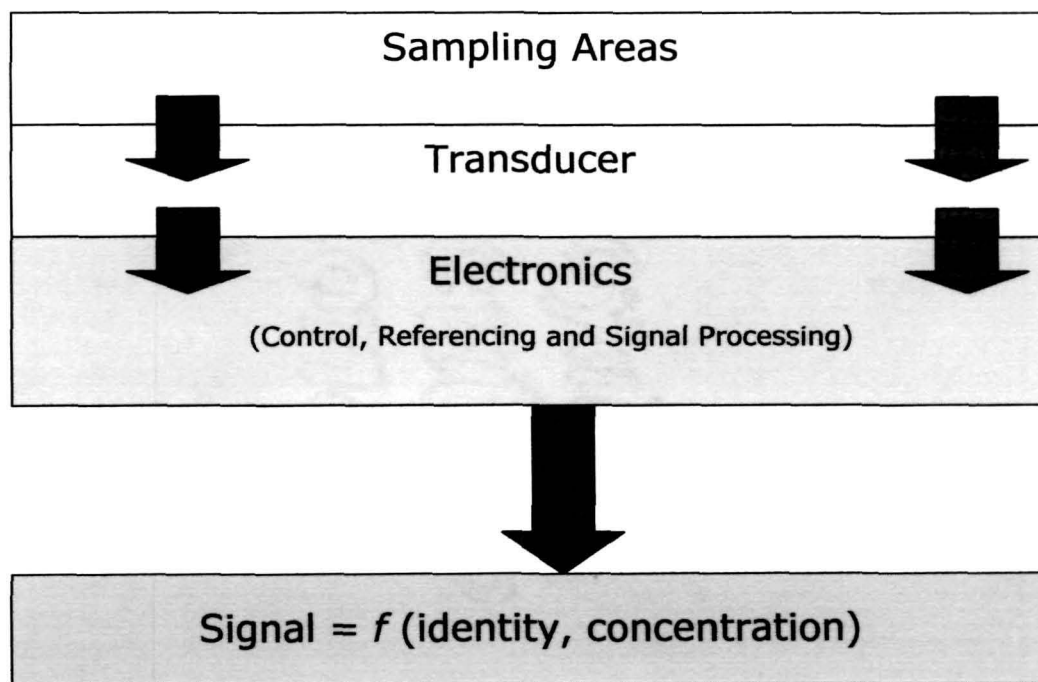 Sampling Areas
Transducer
Electronics
(Control, Referencing and Signal Processing)
Signal = f (identity, concentration)